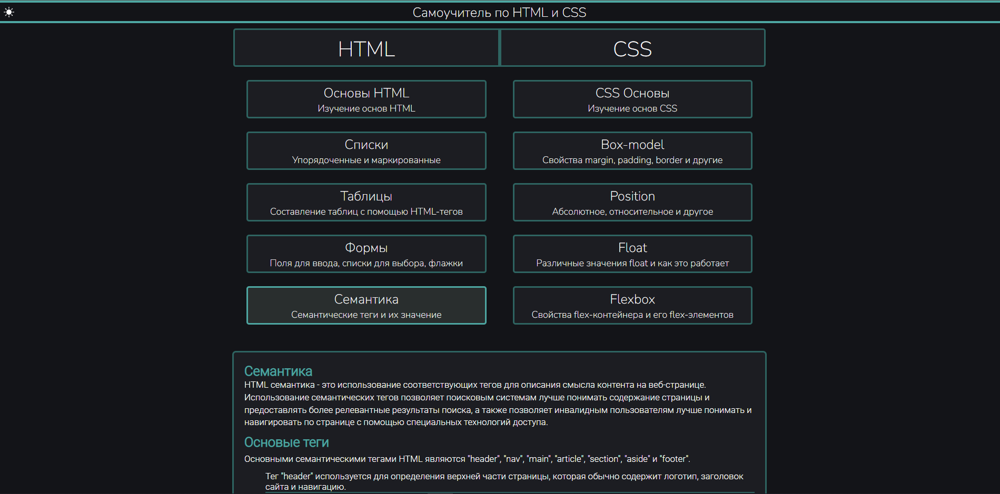 Самоучитель по HTML и CSS
HTML
CSS
Основы HTML
Изучение основ HTML
CSS Основы
Изучение основ CSS
Списки
Упорядоченные и маркированные
Box-model
Свойства margin, padding, border и другие
Таблицы
Составление таблиц с помощью HTML-тегов
Position
Абсолютное, относительное и другое
Формы
Поля для ввода, списки для выбора, флажки
Float
Различные значения float и как это работает
Семантика
Семантические теги и их значение
Flexbox
Свойства flex-контейнера и его flex-элементов
Семантика
HTML семантика - это использование соответствующих тегов для описания смысла контента на веб-странице.
Использование семантических тегов позволяет поисковым системам лучше понимать содержание страницы и
предоставлять более релевантные результаты поиска, а также позволяет инвалидным пользователям лучше понимать и
навигировать по странице с помощью специальных технологий доступа.
Основые теги
Основными семантическими тегами HTML являются "header", "nav", "main", "article", "section", "aside" и "footer".
Тег "header" используется для определения верхней части страницы, которая обычно содержит логотип, заголовок
сайта и навигацию.